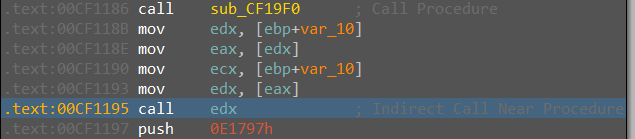 .text:00CF1186 call sub_CF19F0 ; Call Procedure
.text:00CF118B mov edx, [ebp+var_10]
.text:00CF118E mov eax, [edx]
.text:00CF1190 mov ecx, [ebp+var_10]
.text:00CF1193 mov edx, [eax]
.text:00CF1195 call edx ; Indirect Call Near Procedure
.text:00CF1197 push 0E1797h